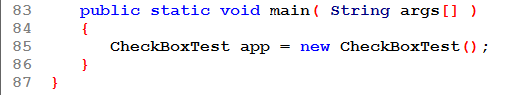 83 public static void main( String args[] )
84 {
85 CheckBoxTest app = new CheckBoxTest();
86 }
87 }